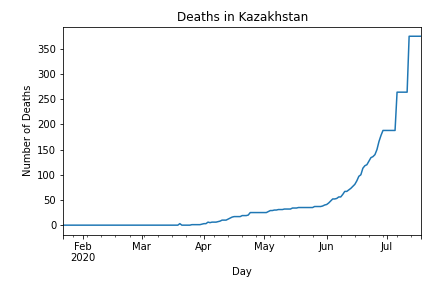 Deaths in Kazakhstan
Number of Deaths
350
300
250
200
150
100
50
0
Feb
2020
Mar
Apr
May
Jun
Jul
Day